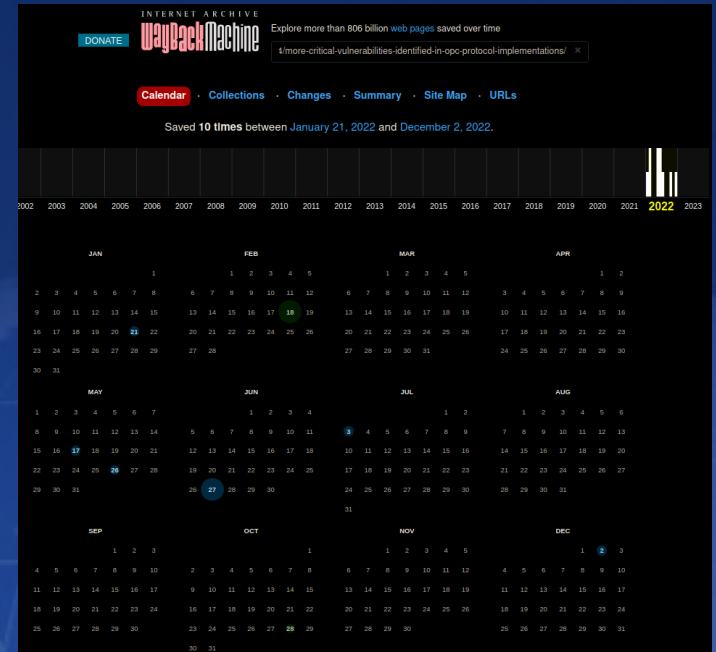 INTERNET ARCHIVE
WayBackMachine
DONATE
Explore more than 806 billion web pages saved over time
/more-critical-vulnerabilities-identified-in-opc-protocol-implementations/ ×
Calendar · Collections · Changes · Summary · Site Map · URLs
Saved 10 times between January 21, 2022 and December 2, 2022.
2002 2003 2004 2005 2006 2007 2008 2009 2010 2011 2012 2013 2014 2015 2016 2017 2018 2019 2020 2021 2022 2023
JAN
1
2 3 4 5 6 7 8
9 10 11 12 13 14 15
16 17 18 19 20 21 22
23 24 25 26 27 28 29
30 31
FEB
1 2 3 4 5
6 7 8 9 10 11 12
13 14 15 16 17 18 19
20 21 22 23 24 25 26
27 28
MAR
1 2 3 4 5
6 7 8 9 10 11 12
13 14 15 16 17 18 19
20 21 22 23 24 25 26
27 28 29 30 31
APR
1 2
3 4 5 6 7 8 9
10 11 12 13 14 15 16
17 18 19 20 21 22 23
24 25 26 27 28 29 30
MAY
1 2 3 4 5 6 7
8 9 10 11 12 13 14
15 16 17 18 19 20 21
22 23 24 25 26 27 28
29 30 31
JUN
1 2 3 4
5 6 7 8 9 10 11
12 13 14 15 16 17 18
19 20 21 22 23 24 25
26 27 28 29 30
JUL
1 2
3 4 5 6 7 8 9
10 11 12 13 14 15 16
17 18 19 20 21 22 23
24 25 26 27 28 29 30
31
AUG
1 2 3 4 5 6
7 8 9 10 11 12 13
14 15 16 17 18 19 20
21 22 23 24 25 26 27
28 29 30 31
SEP
1 2 3
4 5 6 7 8 9 10
11 12 13 14 15 16 17
18 19 20 21 22 23 24
25 26 27 28 29 30
OCT
1
2 3 4 5 6 7 8
9 10 11 12 13 14 15
16 17 18 19 20 21 22
23 24 25 26 27 28 29
30 31
NOV
1 2 3 4 5
6 7 8 9 10 11 12
13 14 15 16 17 18 19
20 21 22 23 24 25 26
27 28 29 30
DEC
1 2 3
4 5 6 7 8 9 10
11 12 13 14 15 16 17
18 19 20 21 22 23 24
25 26 27 28 29 30 31